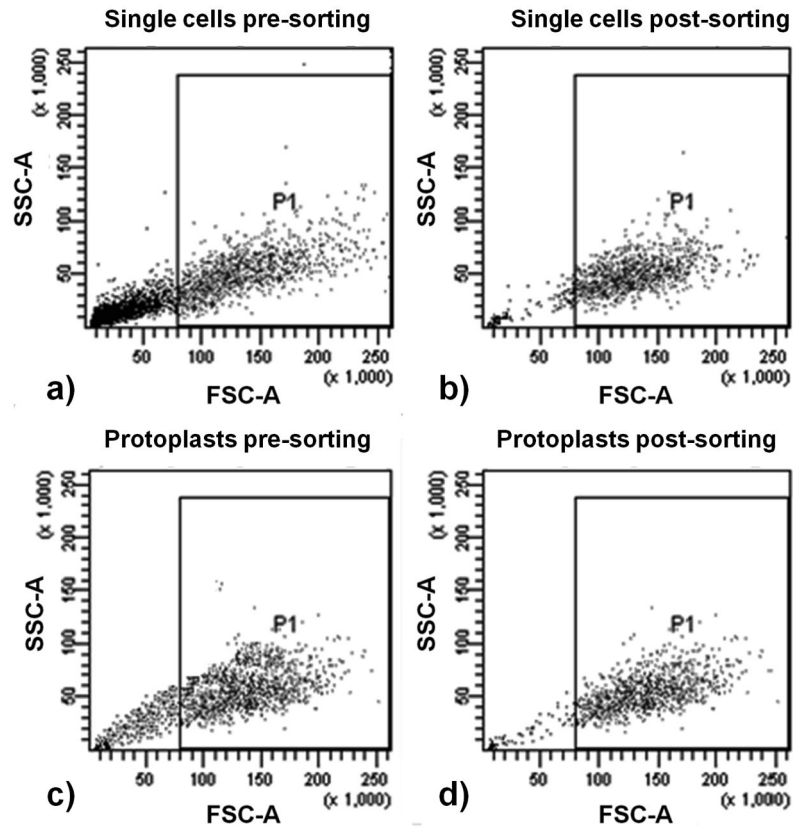 Single cells pre-sorting
Single cells post-sorting
SSC-A
(x 1,000)
250
200
150
100
50
P1
50 100 150 200 250
(x 1,000)
a)
FSC-A
SSC-A
(x 1,000)
250
200
150
100
50
P1
50 100 150 200 250
(x 1,000)
b)
FSC-A
Protoplasts pre-sorting
Protoplasts post-sorting
SSC-A
(x 1,000)
250
200
150
100
50
P1
50 100 150 200 250
(x 1,000)
c)
FSC-A
SSC-A
(x 1,000)
250
200
150
100
50
P1
50 100 150 200 250
(x 1,000)
d)
FSC-A